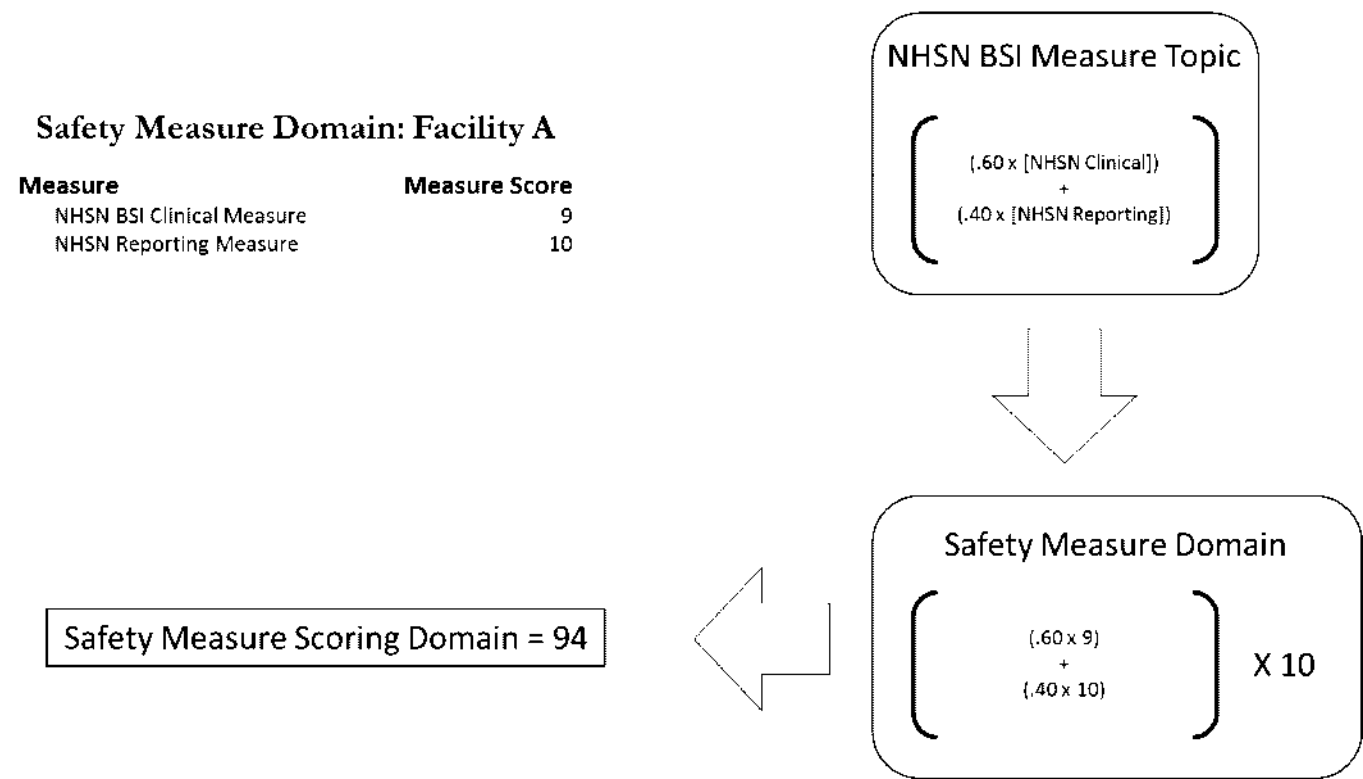 NHSN BSI Measure Topic
(.60 x [NHSN Clinical])
+
(.40 x [NHSN Reporting])
Safety Measure Domain: Facility A
Measure Measure Score
NHSN BSI Clinical Measure 9
NHSN Reporting Measure 10
Safety Measure Domain
(.60 x 9)
+
(.40 x 10)
X 10
Safety Measure Scoring Domain = 94